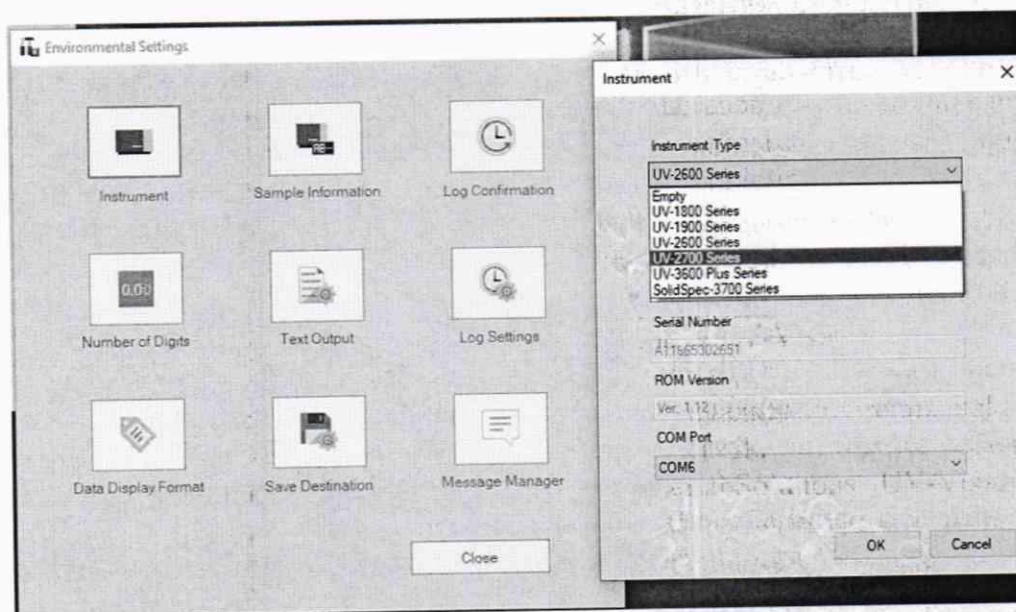 Environmental Settings
Instrument
Sample Information
Log Confirmation
0.00
Number of Digits
Text Output
Log Settings
Data Display Format
Save Destination
Message Manager
Close
Instrument
Instrument Type
UV-2600 Series
Empty
UV-1800 Series
UV-1900 Series
UV-2600 Series
UV-2700 Series
UV-3600 Plus Series
SolidSpec-3700 Series
Serial Number
A11665302651
ROM Version
Ver. 1.12
COM Port
COM6
OK
Cancel